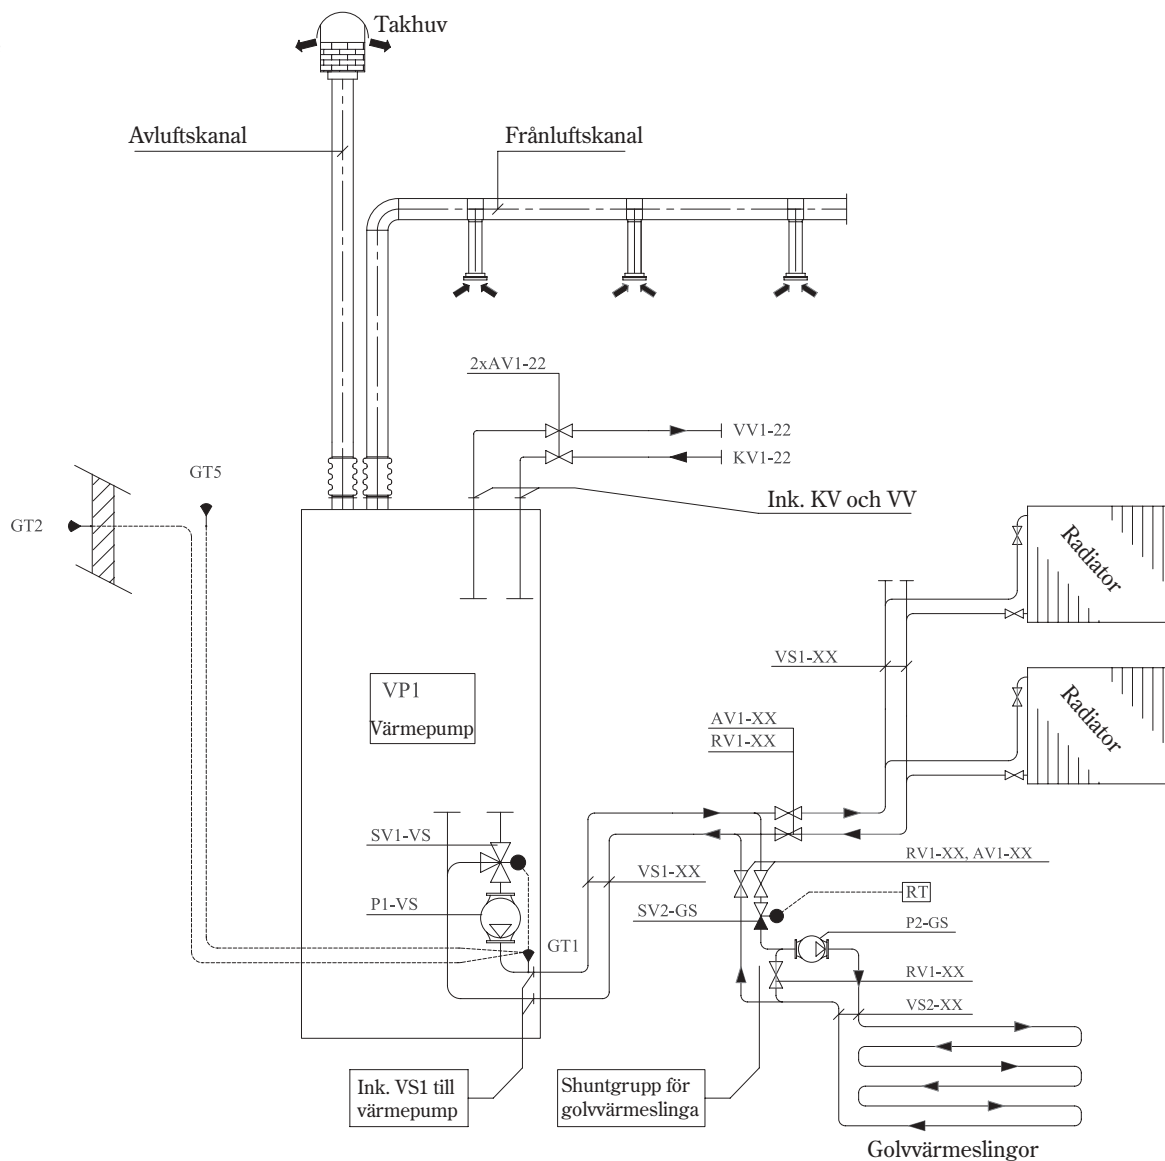 Takhuv
Avluftskanal
Frånluftskanal
2xAV1-22
VV1-22
KV1-22
GT5
GT2
Ink. KV och VV
Radiator
VS1-XX
Radiator
VP1
Värmepump
AV1-XX
RV1-XX
SV1-VS
RV1-XX, AV1-XX
VS1-XX
RT
P1-VS
SV2-GS
P2-GS
GT1
RV1-XX
VS2-XX
Ink. VS1 till
värmepump
Shuntgrupp för
golvvärmeslinga
Golvvärmeslingor